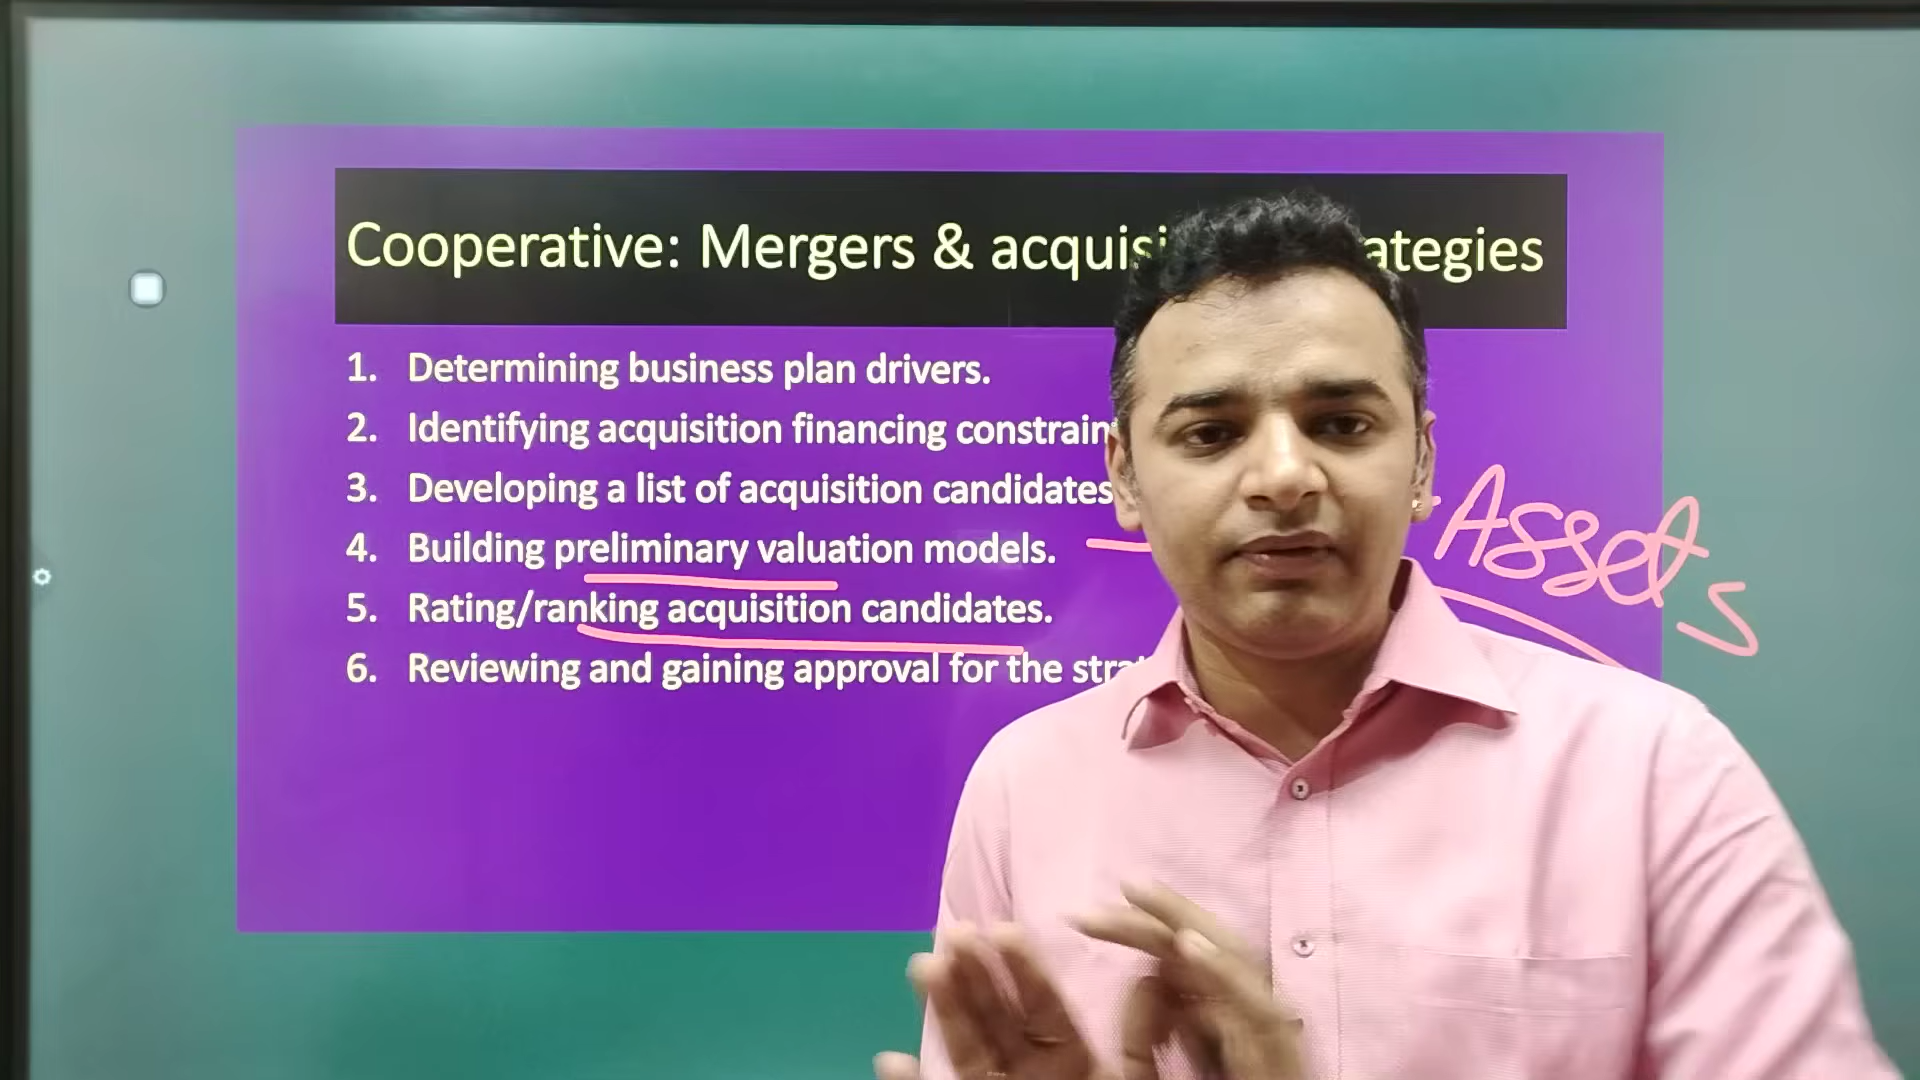 Cooperative: Mergers & acquisi ategies
1. Determining business plan drivers.
2. Identifying acquisition financing constrain
3. Developing a list of acquisition candidates
4. Building preliminary valuation models.
5. Rating/ranking acquisition candidates.
6. Reviewing and gaining approval for the stra
Assets